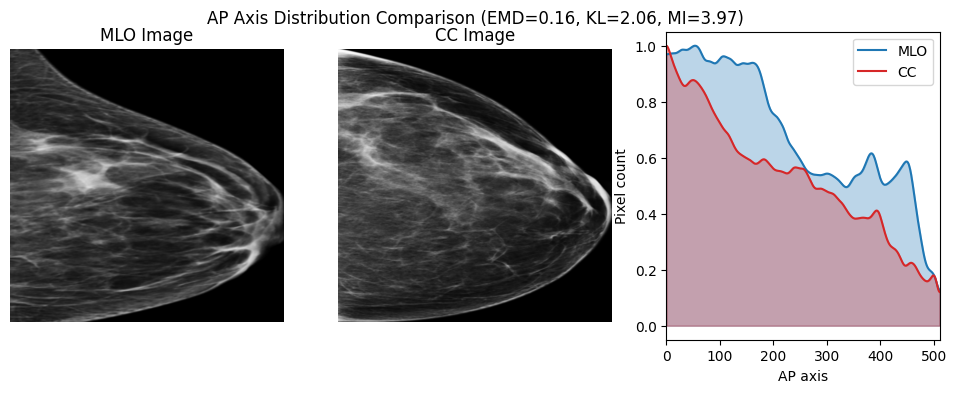 AP Axis Distribution Comparison (EMD=0.16, KL=2.06, MI=3.97)
MLO Image
CC Image
MLO
CC
Pixel count
1.0
0.8
0.6
0.4
0.2
0.0
0 100 200 300 400 500
AP axis